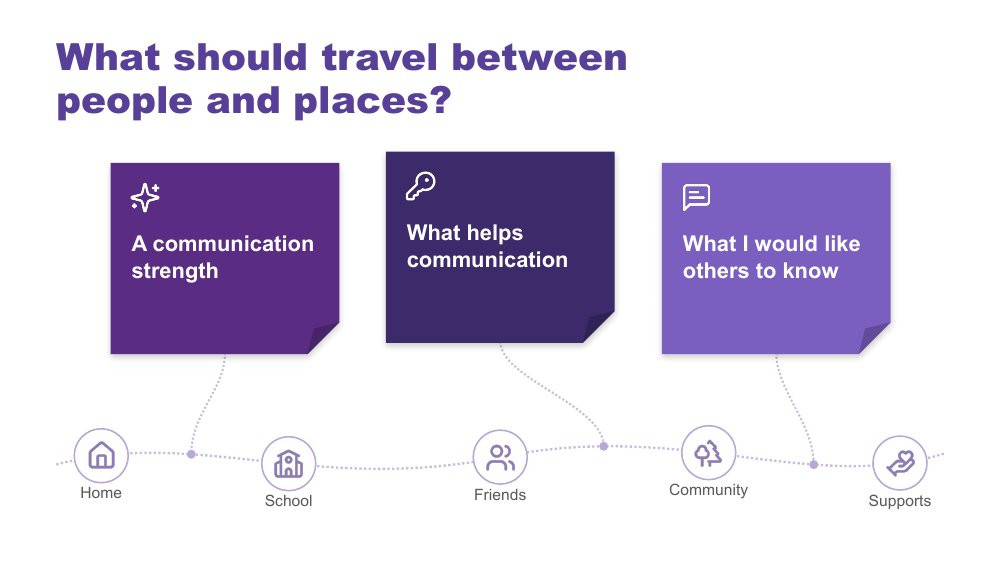 What should travel between
people and places?
A communication
strength
What helps
communication
What I would like
others to know
Home
School
Friends
Community
Supports